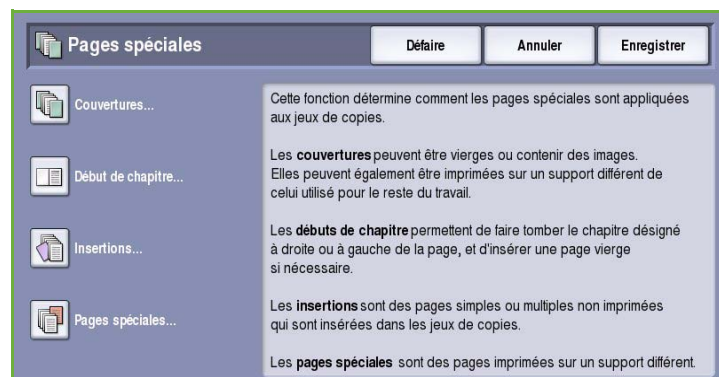 Pages spéciales
Défaire
Annuler
Enregistrer
Couvertures...
Début de chapitre...
Insertions...
Pages spéciales...
Cette fonction détermine comment les pages spéciales sont appliquées
aux jeux de copies.
Les couvertures peuvent être vierges ou contenir des images.
Elles peuvent également être imprimées sur un support différent de
celui utilisé pour le reste du travail.
Les débuts de chapitre permettent de faire tomber le chapitre désigné
à droite ou à gauche de la page, et d'insérer une page vierge
si nécessaire.
Les insertions sont des pages simples ou multiples non imprimées
qui sont insérées dans les jeux de copies.
Les pages spéciales sont des pages imprimées sur un support différent.